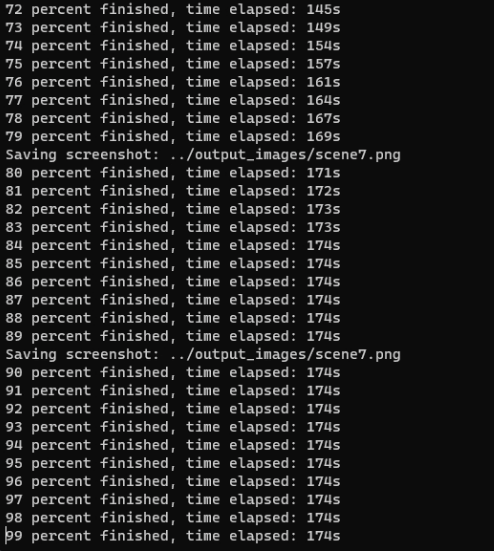 72 percent finished, time elapsed: 145s
73 percent finished, time elapsed: 149s
74 percent finished, time elapsed: 154s
75 percent finished, time elapsed: 157s
76 percent finished, time elapsed: 161s
77 percent finished, time elapsed: 164s
78 percent finished, time elapsed: 167s
79 percent finished, time elapsed: 169s
Saving screenshot: ../output_images/scene7.png
80 percent finished, time elapsed: 171s
81 percent finished, time elapsed: 172s
82 percent finished, time elapsed: 173s
83 percent finished, time elapsed: 173s
84 percent finished, time elapsed: 174s
85 percent finished, time elapsed: 174s
86 percent finished, time elapsed: 174s
87 percent finished, time elapsed: 174s
88 percent finished, time elapsed: 174s
89 percent finished, time elapsed: 174s
Saving screenshot: ../output_images/scene7.png
90 percent finished, time elapsed: 174s
91 percent finished, time elapsed: 174s
92 percent finished, time elapsed: 174s
93 percent finished, time elapsed: 174s
94 percent finished, time elapsed: 174s
95 percent finished, time elapsed: 174s
96 percent finished, time elapsed: 174s
97 percent finished, time elapsed: 174s
98 percent finished, time elapsed: 174s
99 percent finished, time elapsed: 174s